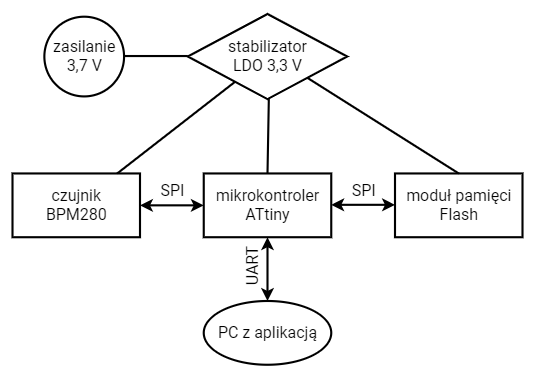 zasilanie
3,7 V
stabilizator
LDO 3,3 V
czujnik
BPM280
SPI
mikrokontroler
ATtiny
SPI
moduł pamięci
Flash
UART
PC z aplikacją